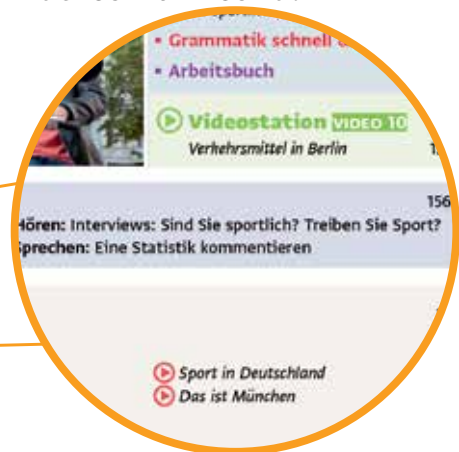 • Grammatik schnell
• Arbeitsbuch
Videostation VIDEO 10
Verkehrsmittel in Berlin
156
Hören: Interviews: Sind Sie sportlich? Treiben Sie Sport?
Sprechen: Eine Statistik kommentieren
Sport in Deutschland
Das ist München